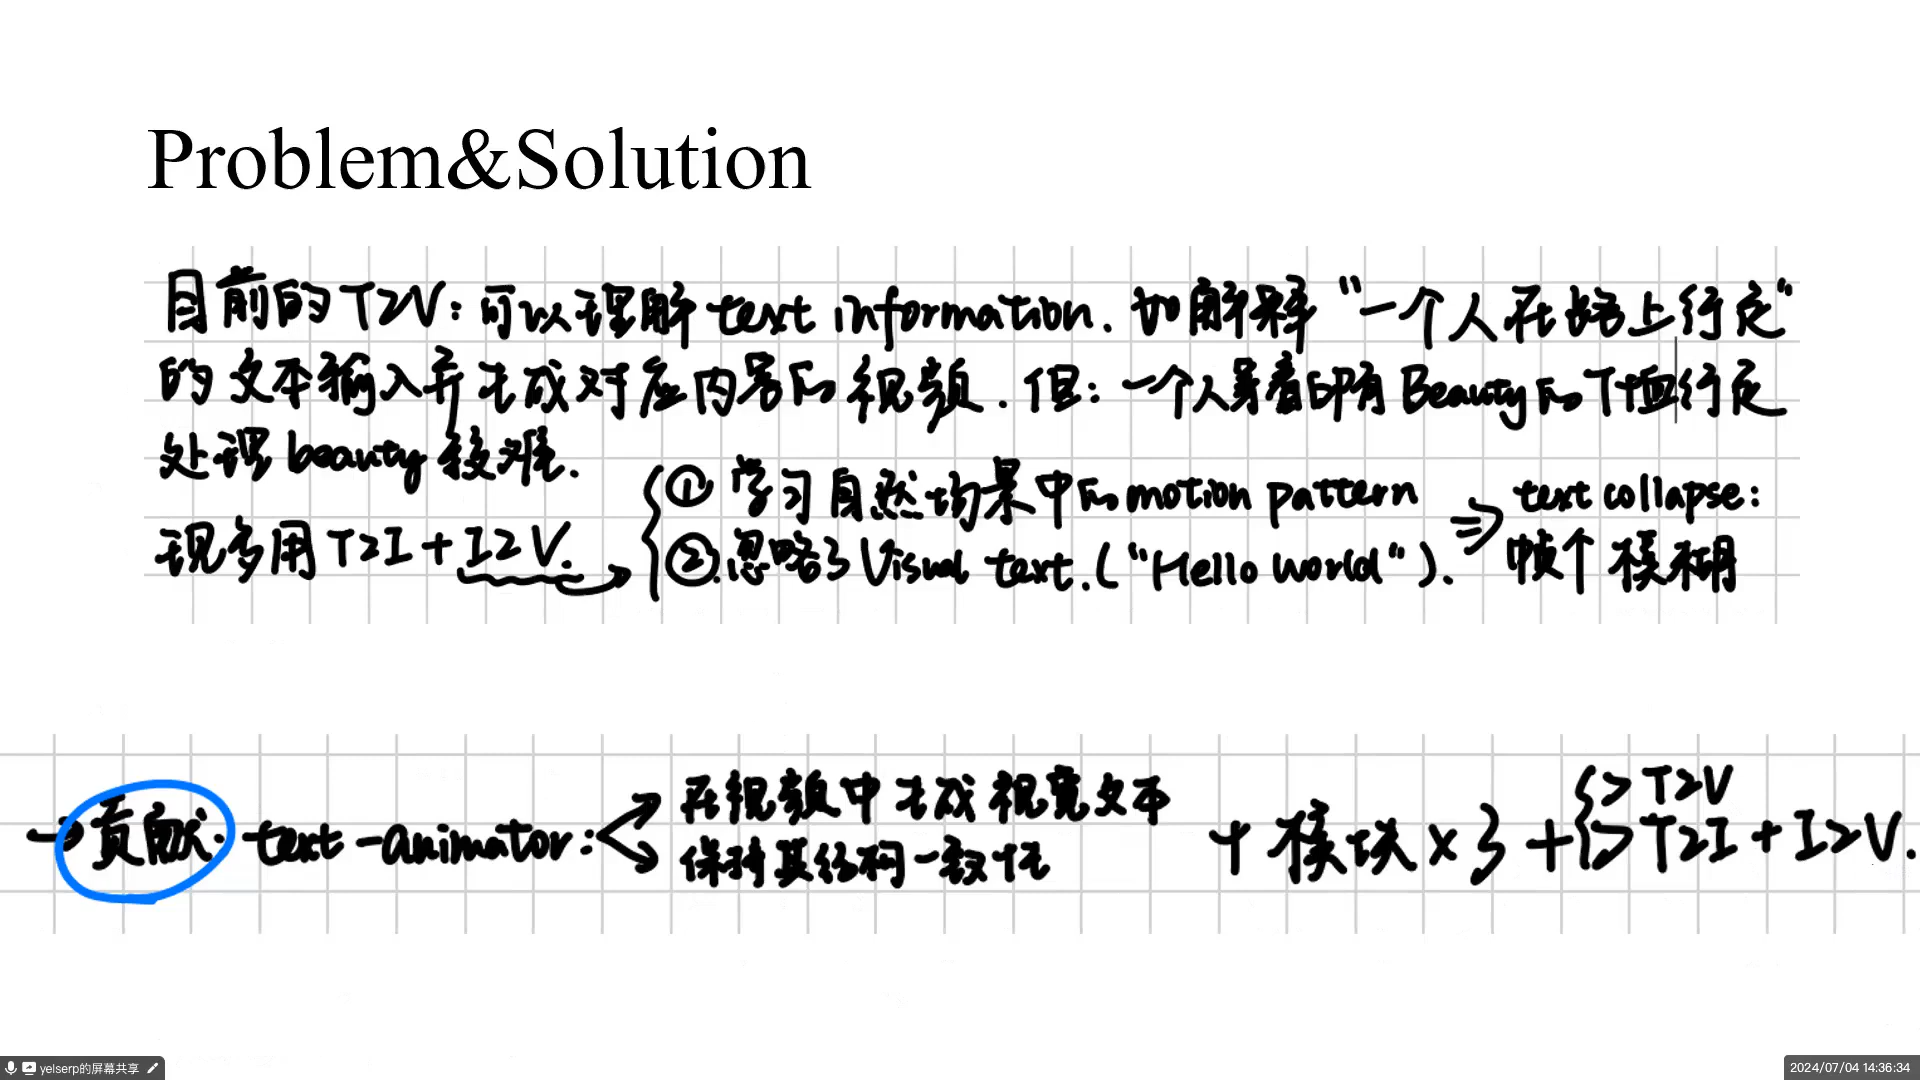 Problem&Solution
目前的T2V：可以理解text information. 如解释“一个人在路上行走”
的文本输入并生成对应内容的视频. 但：一个人穿着印有Beauty的T恤行走
处理beauty较难.
现多用T2I+I2V.
① 学习自然场景中的motion pattern
②.忽略了Visual text.("Hello world").
⇒ text collapse:
模糊
→贡献. text-animator:
在视频中生成视觉文本
保持其结构一致性
+模块×3+
> T2V
> T2I+I2V.
yelserp的屏幕共享
2024/07/04 14:36:34